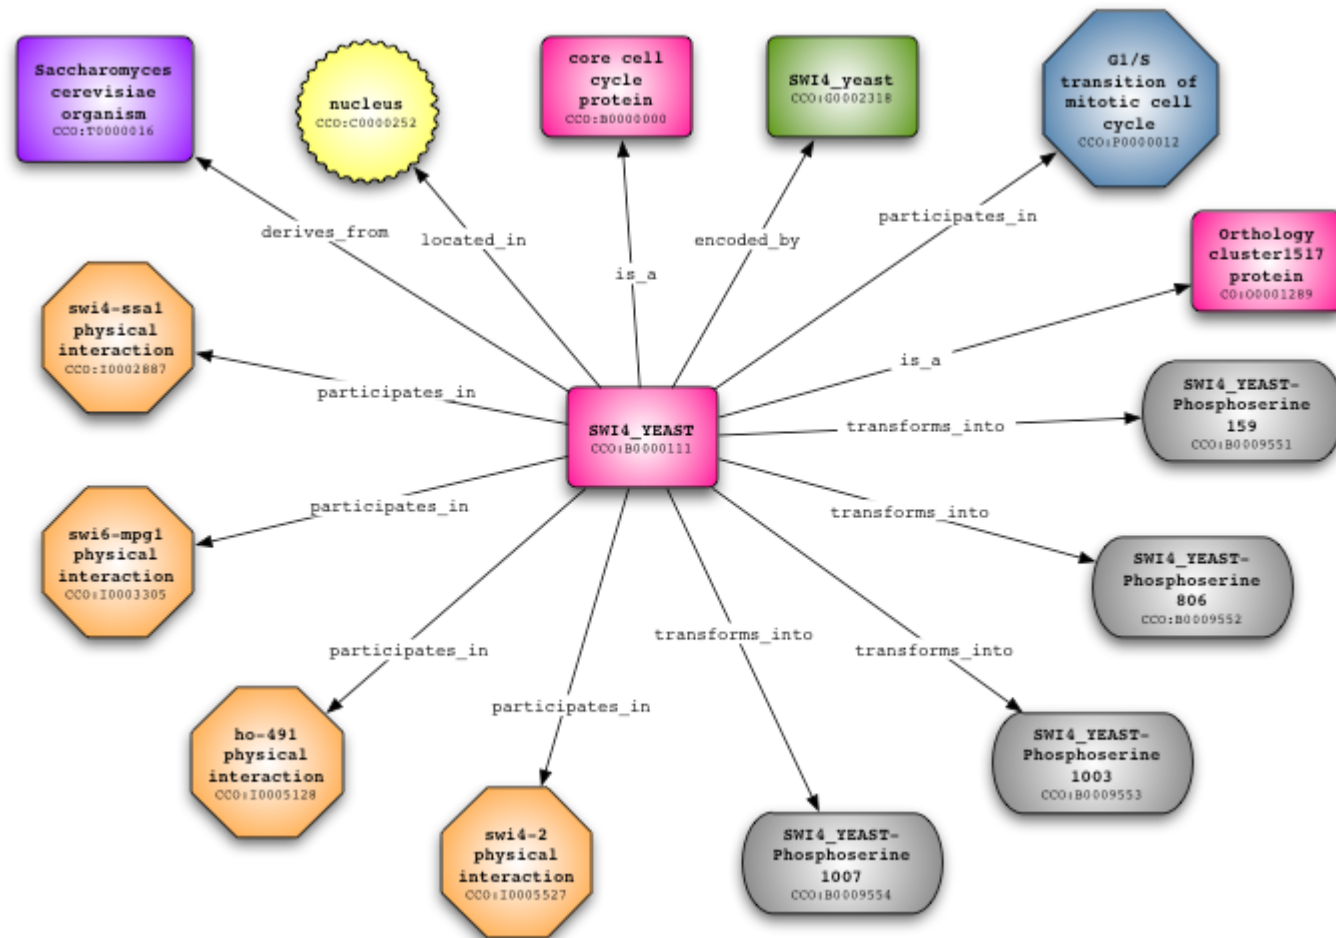 Saccharomyces
cerevisiae
organism
CCO:T0000016
nucleus
CCO:C0000252
core cell
cycle
protein
CCO:B0000000
SWI4_yeast
CCO:G0002318
G1/S
transition of
mitotic cell
cycle
CCO:P0000012
derives_from
located_in
is_a
encoded_by
participates_in
Orthology
cluster1517
protein
CO:O0001289
swi4-ssa1
physical
interaction
CCO:I0002887
participates_in
is_a
SWI4_YEAST
CCO:B0000111
transforms_into
SWI4_YEAST-
Phosphoserine
159
CCO:B0009551
swi6-mpg1
physical
interaction
CCO:I0003305
participates_in
transforms_into
SWI4_YEAST-
Phosphoserine
806
CCO:B0009552
participates_in
transforms_into
transforms_into
participates_in
ho-491
physical
interaction
CCO:I0005128
swi4-2
physical
interaction
CCO:I0005527
SWI4_YEAST-
Phosphoserine
1007
CCO:B0009554
SWI4_YEAST-
Phosphoserine
1003
CCO:B0009553